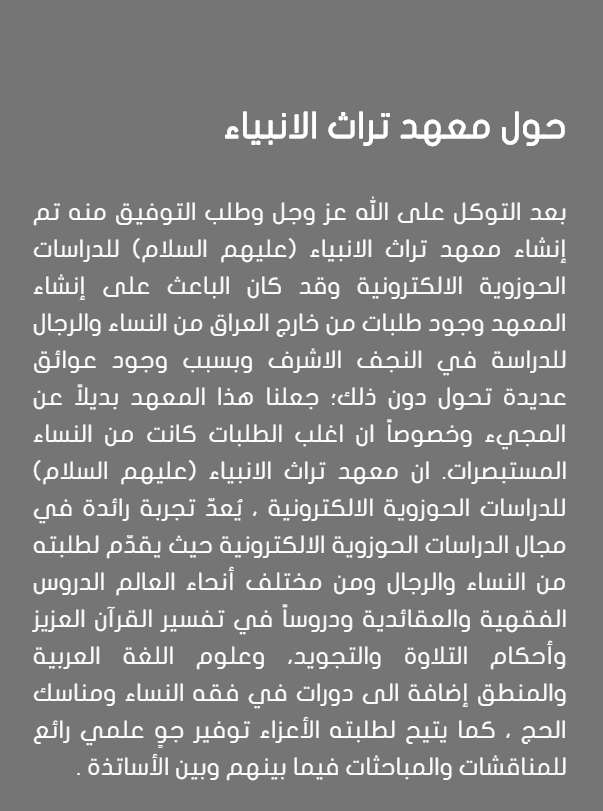 حول معهد تراث الانبياء
بعد التوكل على الله عز وجل وطلب التوفيق منه تم
إنشاء معهد تراث الانبياء (عليهم السلام) للدراسات
الحوزوية الالكترونية وقد كان الباعث على إنشاء
المعهد وجود طلبات من خارج العراق من النساء والرجال
للدراسة في النجف الاشرف وبسبب وجود عوائق
عديدة تحول دون ذلك؛ جعلنا هذا المعهد بديلاً عن
المجيء وخصوصاً ان اغلب الطلبات كانت من النساء
المستبصرات. ان معهد تراث الانبياء (عليهم السلام)
للدراسات الحوزوية الالكترونية ، يُعدّ تجربة رائدة في
مجال الدراسات الحوزوية الالكترونية حيث يقدّم لطلبته
من النساء والرجال ومن مختلف أنحاء العالم الدروس
الفقهية والعقائدية ودروساً في تفسير القرآن العزيز
وأحكام التلاوة والتجويد، وعلوم اللغة العربية
والمنطق إضافة الى دورات في فقه النساء ومناسك
الحج ، كما يتيح لطلبته الأعزاء توفير جوٍ علمي رائع
للمناقشات والمباحثات فيما بينهم وبين الأساتذة .